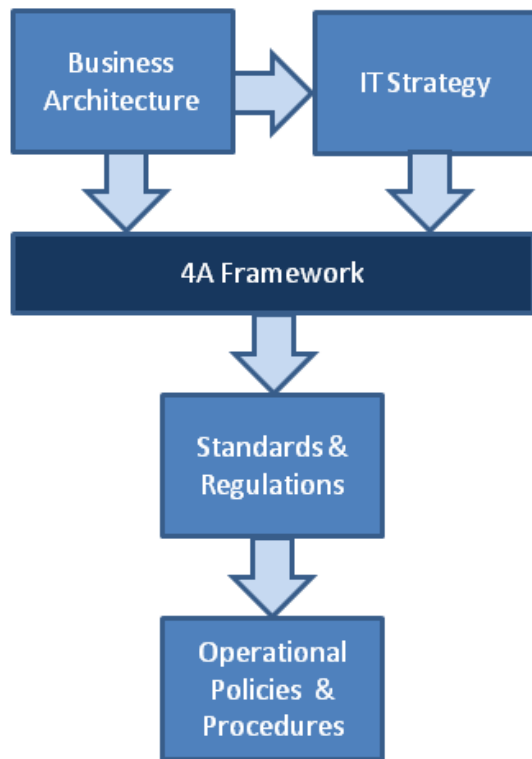 Business
Architecture
IT Strategy
4A Framework
Standards &
Regulations
Operational
Policies &
Procedures